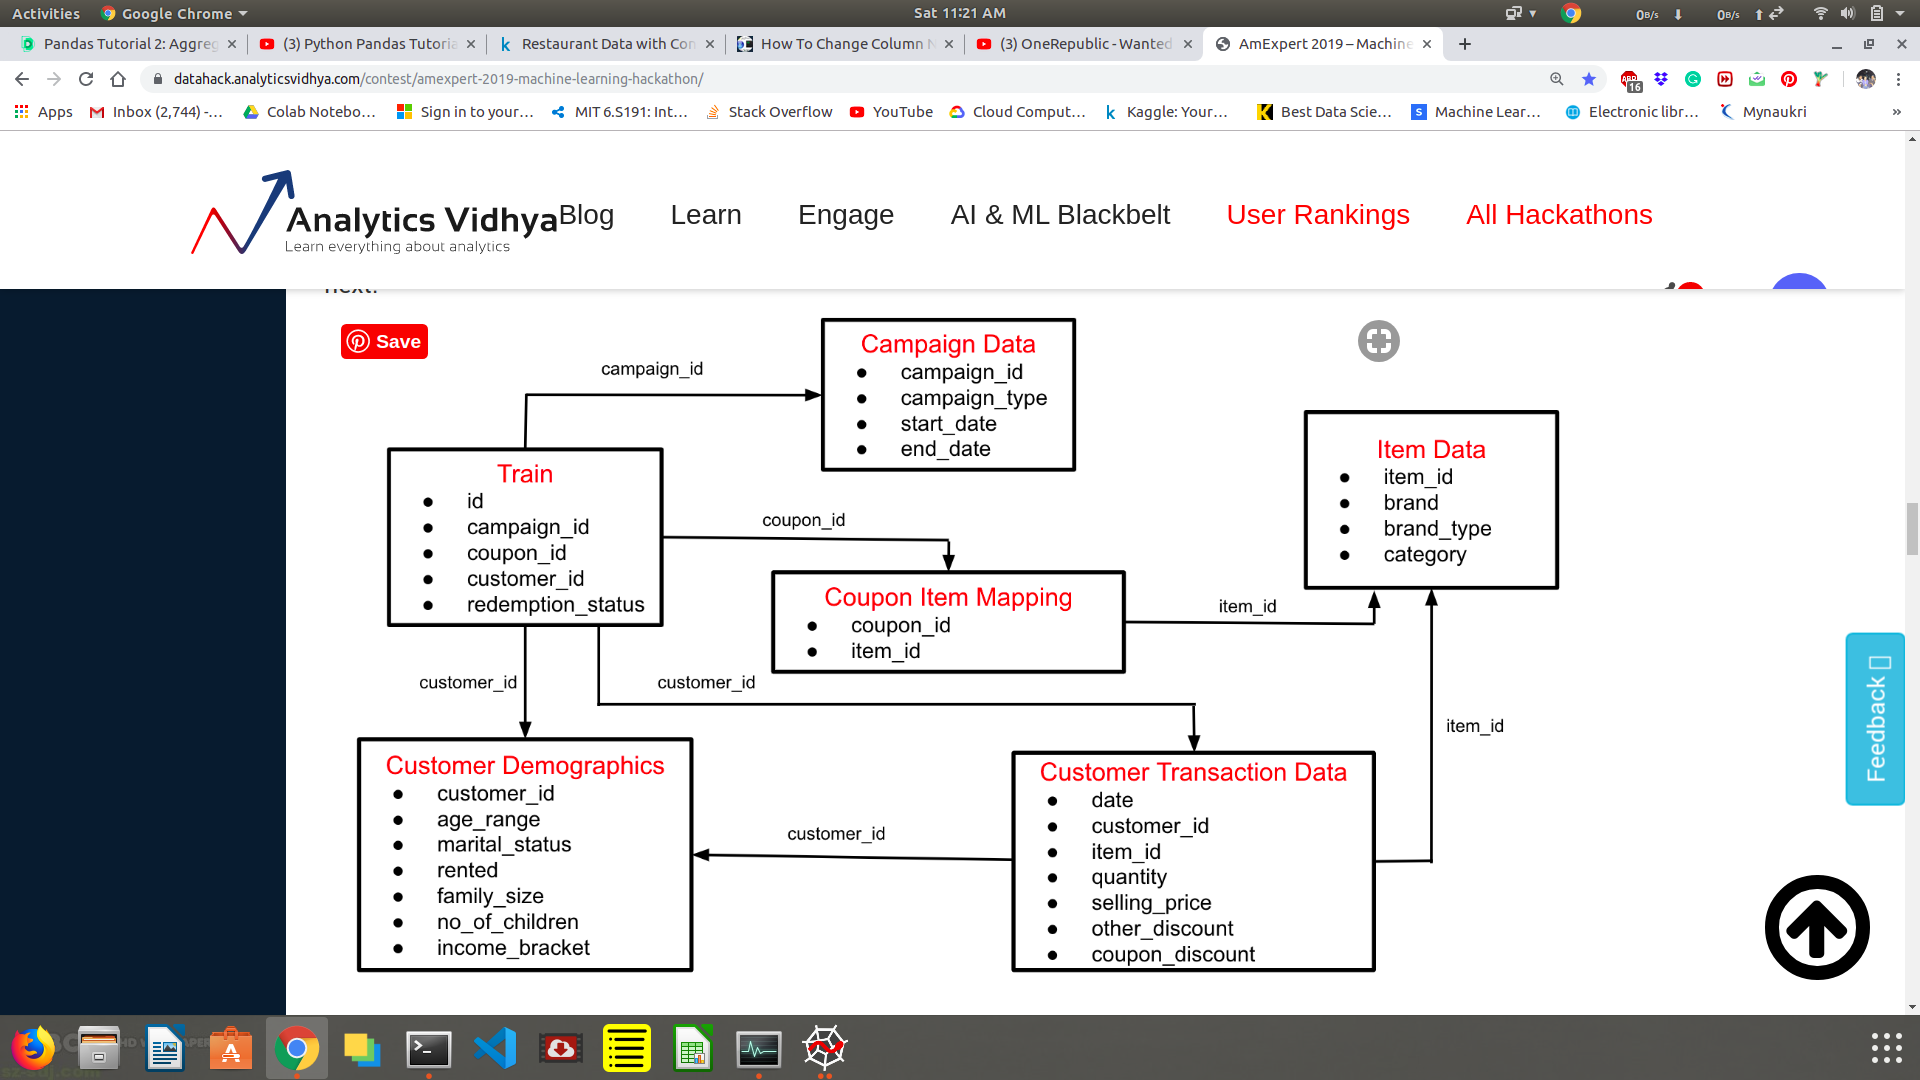 Activities
Google Chrome
Sat 11:21 AM
0B/s
0B/s
Pandas Tutorial 2: Aggreg
(3) Python Pandas Tutoria
Restaurant Data with Con
How To Change Column N
(3) OneRepublic - Wanted
AmExpert 2019 – Machine
datahack.analyticsvidhya.com/contest/amexpert-2019-machine-learning-hackathon/
ABP
16
Apps
Inbox (2,744) -...
Colab Notebo...
Sign in to your...
MIT 6.S191: Int...
Stack Overflow
YouTube
Cloud Comput...
Kaggle: Your...
Best Data Scie...
Machine Lear...
Electronic libr...
Mynaukri
»
Analytics Vidhya
Learn everything about analytics
Blog
Learn
Engage
AI & ML Blackbelt
User Rankings
All Hackathons
next.
Save
campaign_id
Campaign Data
campaign_id
campaign_type
start_date
end_date
Train
id
campaign_id
coupon_id
customer_id
redemption_status
coupon_id
Item Data
item_id
brand
brand_type
category
Coupon Item Mapping
coupon_id
item_id
item_id
customer_id
customer_id
item_id
Customer Demographics
customer_id
age_range
marital_status
rented
family_size
no_of_children
income_bracket
customer_id
Customer Transaction Data
date
customer_id
item_id
quantity
selling_price
other_discount
coupon_discount
Feedback